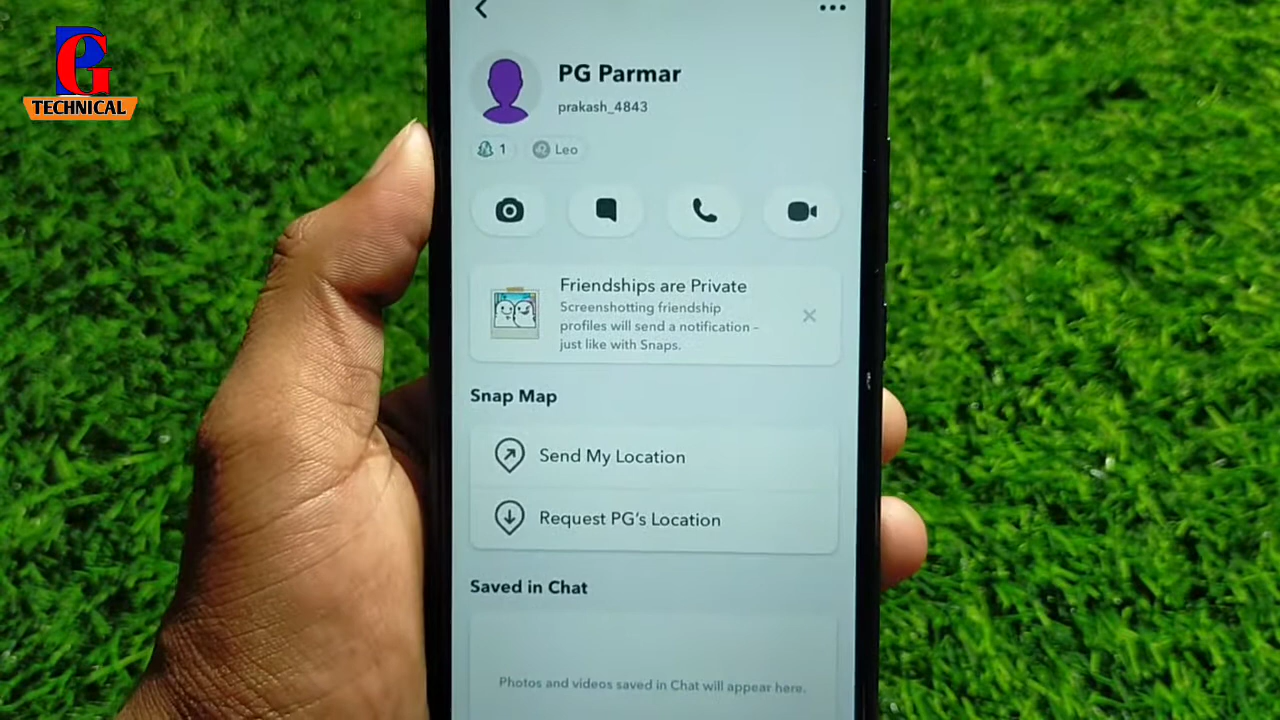 PG
TECHNICAL
PG Parmar
prakash_4843
1
Leo
Friendships are Private
Screenshotting friendship
profiles will send a notification –
just like with Snaps.
Snap Map
Send My Location
Request PG's Location
Saved in Chat
Photos and videos saved in Chat will appear here.